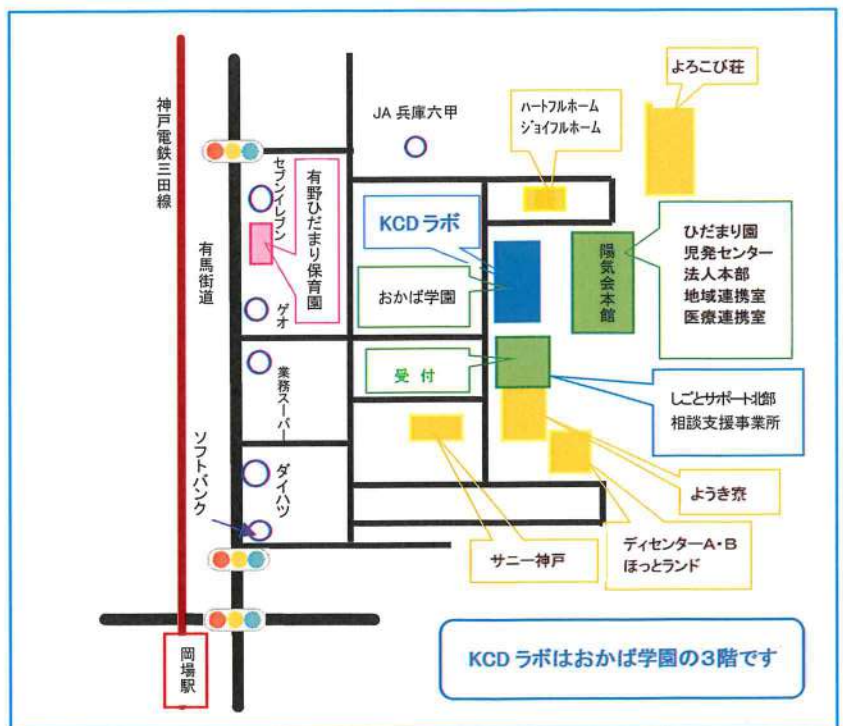 よろこび荘
ハートフルホーム
ジョイフルホーム
JA 兵庫六甲
神戸電鉄三田線
有馬街道
セブンイレブン
有野ひだまり保育園
ゲオ
KCDラボ
おかば学園
陽気会本館
ひだまり園
児発センター
法人本部
地域連携室
医療連携室
受付
業務スーパー
しごとサポート北部
相談支援事業所
ソフトバンク
ダイハツ
ようき寮
サニー神戸
ディセンターA・B
ほっとランド
岡場駅
KCDラボはおかば学園の3階です